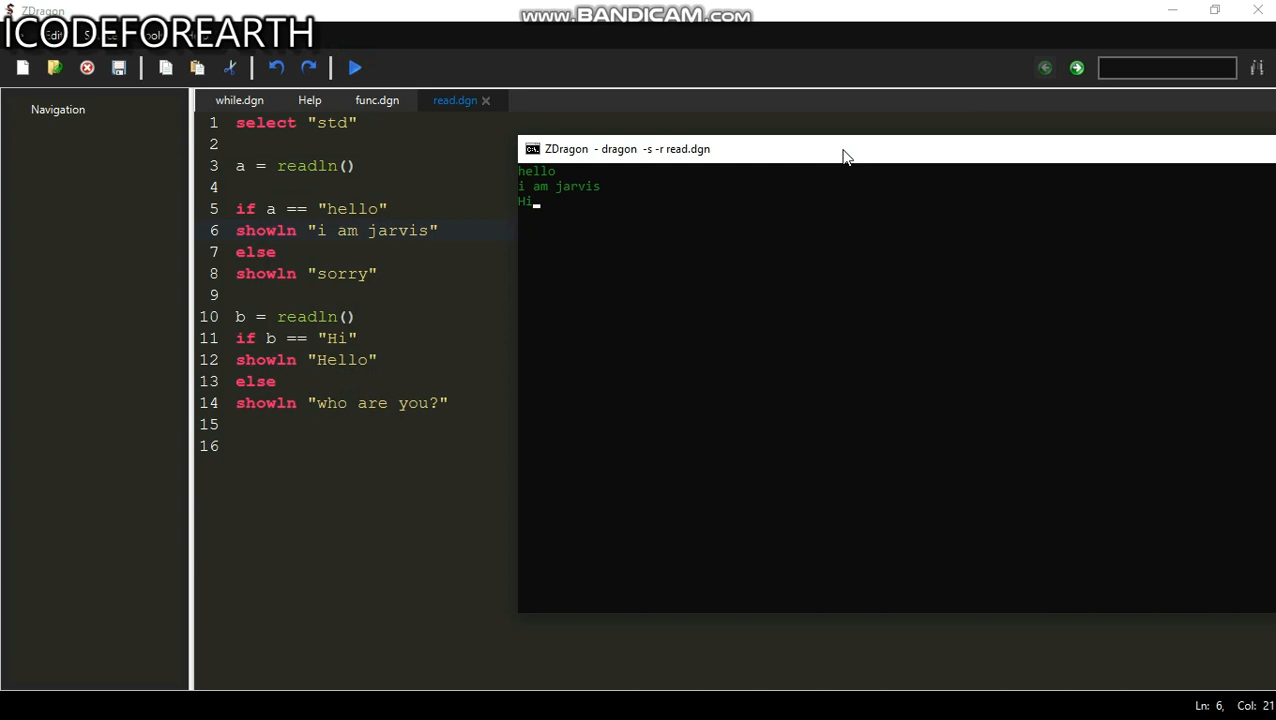 ZDragon
www.BANDICAM.com
iCODEFOREARTH
Navigation
while.dgn Help func.dgn read.dgn
1 select "std"
2
3 a = readln()
4
5 if a == "hello"
6 showln "i am jarvis"
7 else
8 showln "sorry"
9
10 b = readln()
11 if b == "Hi"
12 showln "Hello"
13 else
14 showln "who are you?"
15
16
ZDragon - dragon -s -r read.dgn
hello
i am jarvis
Hi
Ln: 6, Col: 21